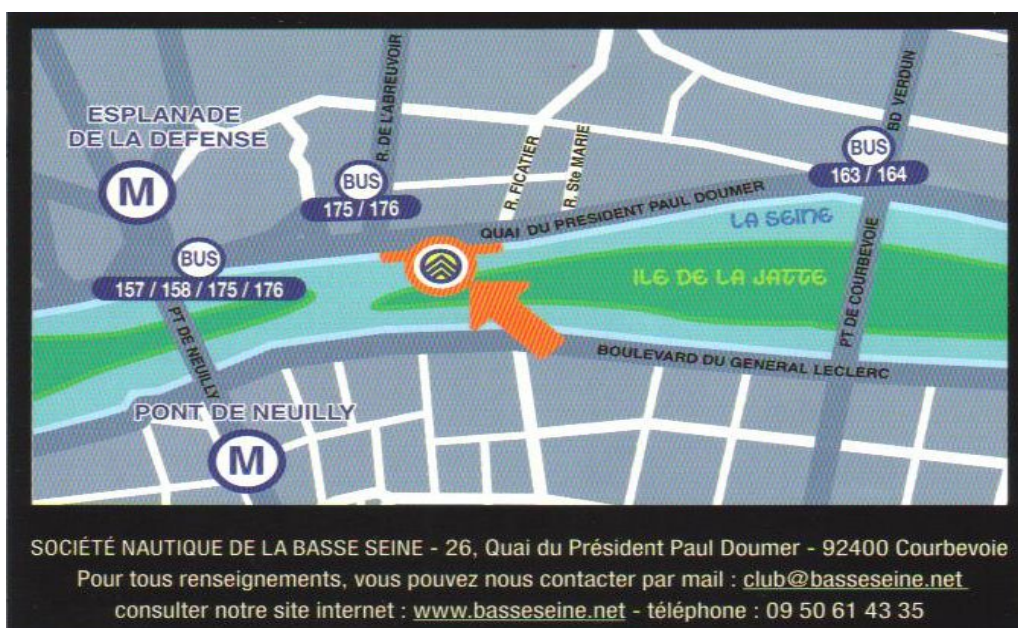 ESPLANADE
DE LA DEFENSE
M
R. DE L'ABREUVOIR
BUS
175 / 176
R. FICATIER
R. Ste MARIE
BD VERDUN
BUS
163 / 164
QUAI DU PRESIDENT PAUL DOUMER
LA SEINE
BUS
157 / 158 / 175 / 176
ILE DE LA JATTE
PT DE NEUILLY
PT DE COURBEVOIE
BOULEVARD DU GENERAL LECLERC
PONT DE NEUILLY
M
SOCIÉTÉ NAUTIQUE DE LA BASSE SEINE - 26, Quai du Président Paul Doumer - 92400 Courbevoie
Pour tous renseignements, vous pouvez nous contacter par mail : club@basseseine.net
consulter notre site internet : www.basseseine.net - téléphone : 09 50 61 43 35